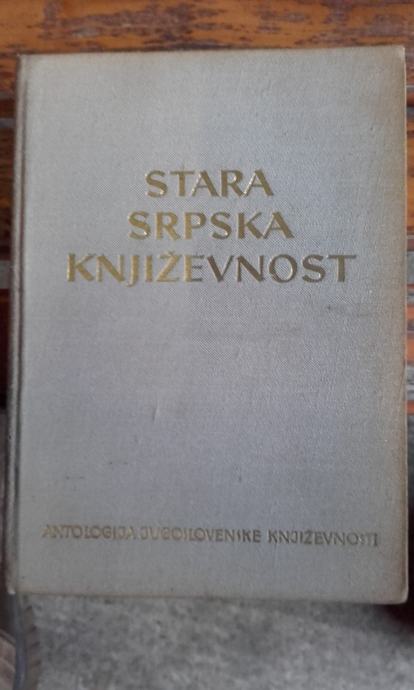 STARA
SRPSKA
KNJIŽEVNOST
ANTOLOGIJA JUGOSLOVENSKE KNJIŽEVNOSTI